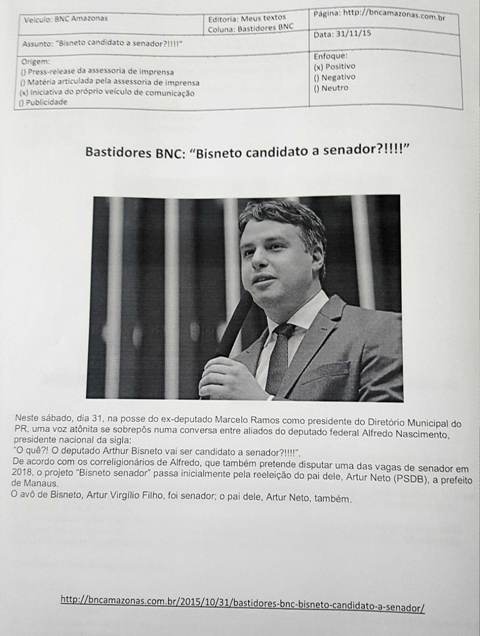 Veículo: BNC Amazonas
Editoria: Meus textos
Coluna: Bastidores BNC
Página: http://bncamazonas.com.br
Data: 31/11/15
Assunto: "Bisneto candidato a senador?!!!!"
Origem:
() Press-release da assessoria de imprensa
() Matéria articulada pela assessoria de imprensa
(x) Iniciativa do próprio veículo de comunicação
() Publicidade
Enfoque:
(x) Positivo
() Negativo
() Neutro
Bastidores BNC: "Bisneto candidato a senador?!!!!"
Neste sábado, dia 31, na posse do ex-deputado Marcelo Ramos como presidente do Diretório Municipal do
PR, uma voz atônita se sobrepôs numa conversa entre aliados do deputado federal Alfredo Nascimento,
presidente nacional da sigla:
"O quê?! O deputado Arthur Bisneto vai ser candidato a senador?!!!!".
De acordo com os correligionários de Alfredo, que também pretende disputar uma das vagas de senador em
2018, o projeto "Bisneto senador" passa inicialmente pela reeleição do pai dele, Artur Neto (PSDB), a prefeito
de Manaus.
O avô de Bisneto, Artur Virgílio Filho, foi senador; o pai dele, Artur Neto, também.
http://bncamazonas.com.br/2015/10/31/bastidores-bnc-bisneto-candidato-a-senador/